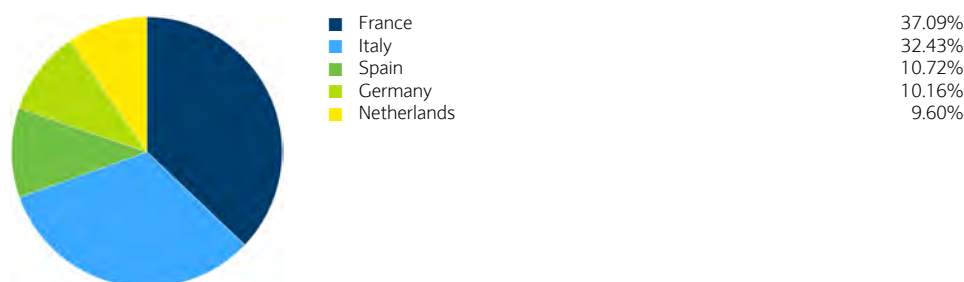 France 37.09%
Italy 32.43%
Spain 10.72%
Germany 10.16%
Netherlands 9.60%